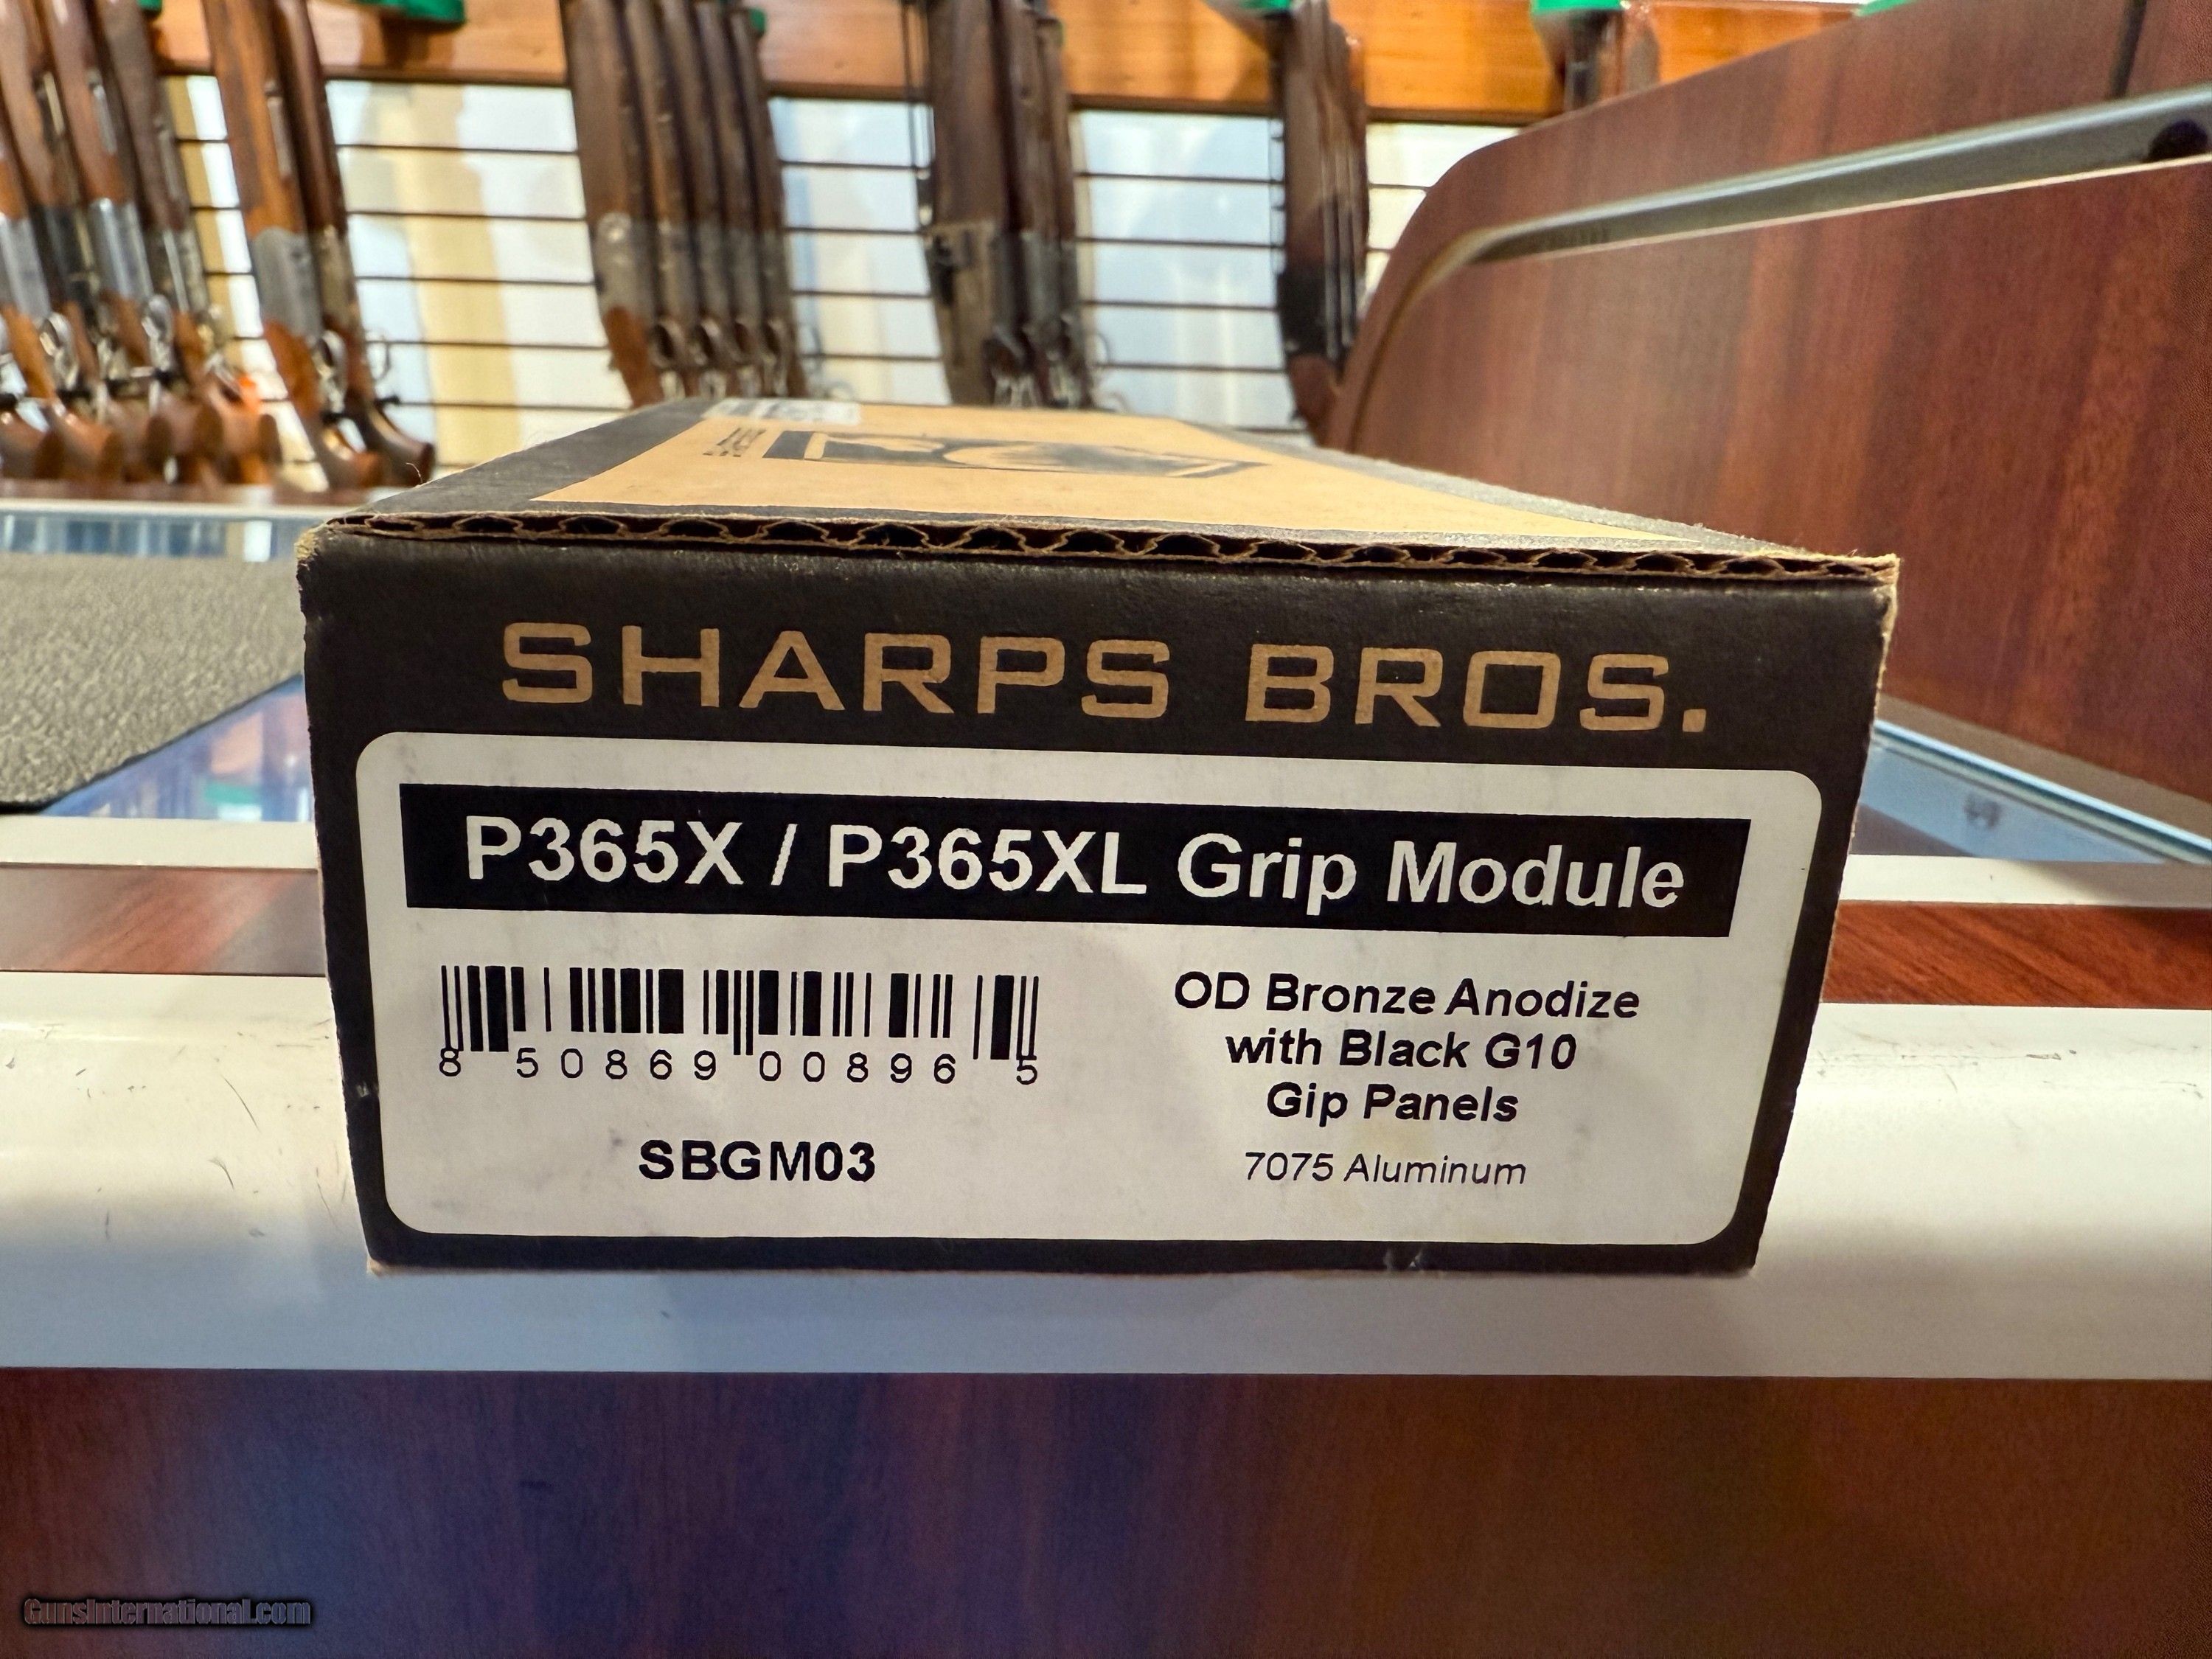 SHARPS BROS.
P365X / P365XL Grip Module
8 50869 00896 5
OD Bronze Anodize
with Black G10
Gip Panels
SBGM03
7075 Aluminum
GunsInternational.com